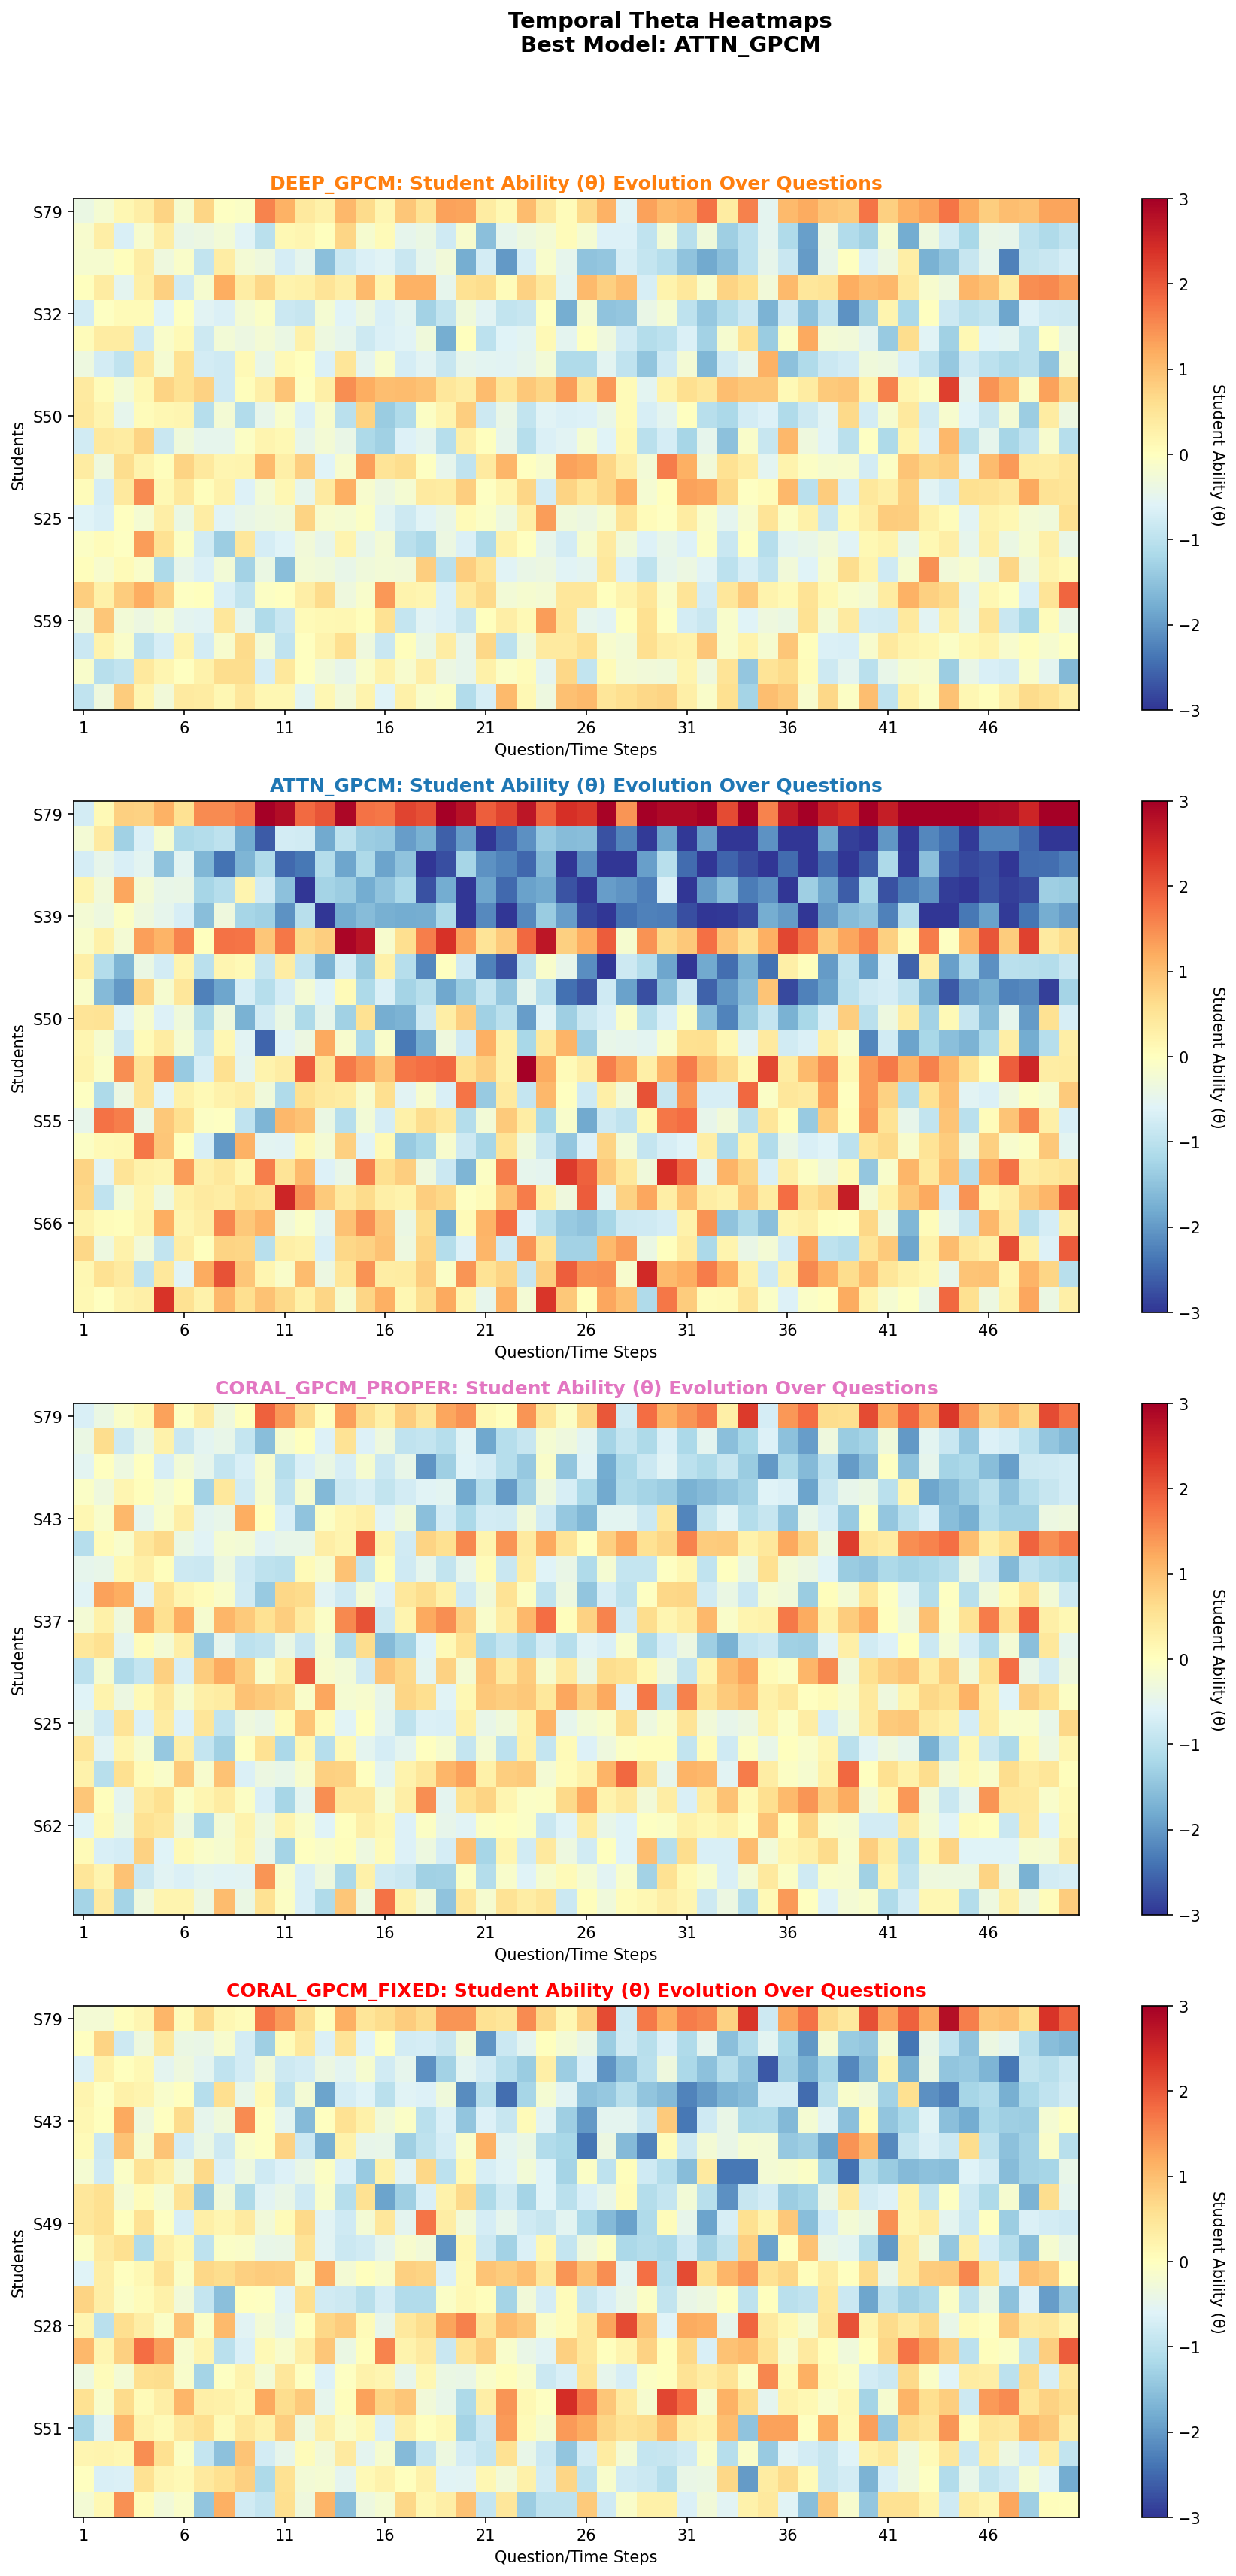 Temporal Theta Heatmaps
Best Model: ATTN_GPCM
DEEP_GPCM: Student Ability (θ) Evolution Over Questions
S79
S32
S50
S25
S59
Students
1 6 11 16 21 26 31 36 41 46
Question/Time Steps
3
2
1
0
−1
−2
−3
Student Ability (θ)
ATTN_GPCM: Student Ability (θ) Evolution Over Questions
S79
S39
S50
S55
S66
Students
1 6 11 16 21 26 31 36 41 46
Question/Time Steps
3
2
1
0
−1
−2
−3
Student Ability (θ)
CORAL_GPCM_PROPER: Student Ability (θ) Evolution Over Questions
S79
S43
S37
S25
S62
Students
1 6 11 16 21 26 31 36 41 46
Question/Time Steps
3
2
1
0
−1
−2
−3
Student Ability (θ)
CORAL_GPCM_FIXED: Student Ability (θ) Evolution Over Questions
S79
S43
S49
S28
S51
Students
1 6 11 16 21 26 31 36 41 46
Question/Time Steps
3
2
1
0
−1
−2
−3
Student Ability (θ)